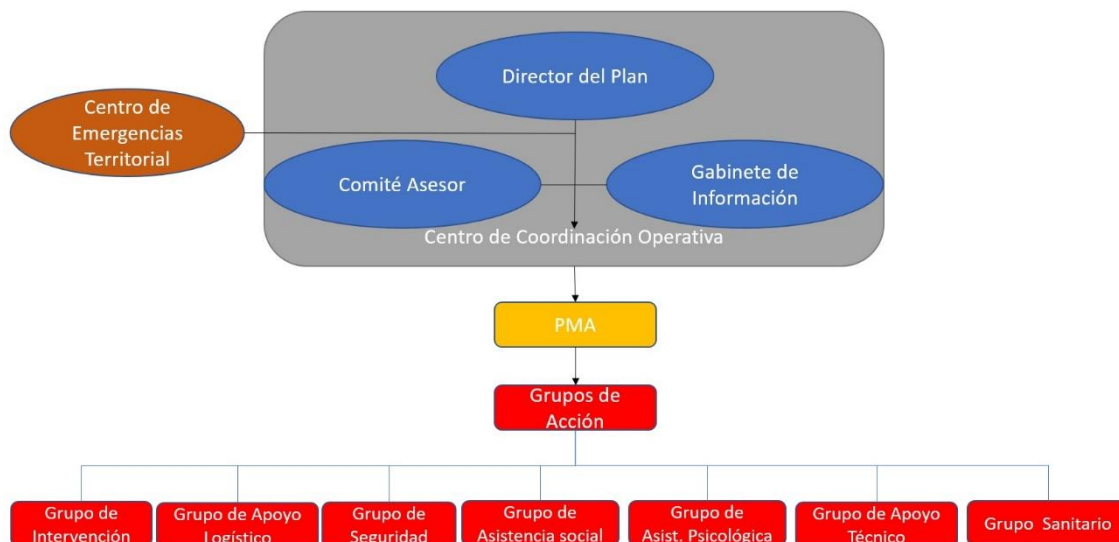 Director del Plan
Centro de
Emergencias
Territorial
Comité Asesor
Gabinete de
Información
Centro de Coordinación Operativa
PMA
Grupos de
Acción
Grupo de
Intervención
Grupo de Apoyo
Logístico
Grupo de
Seguridad
Grupo de
Asistencia social
Grupo de
Asist. Psicológica
Grupo de Apoyo
Técnico
Grupo Sanitario